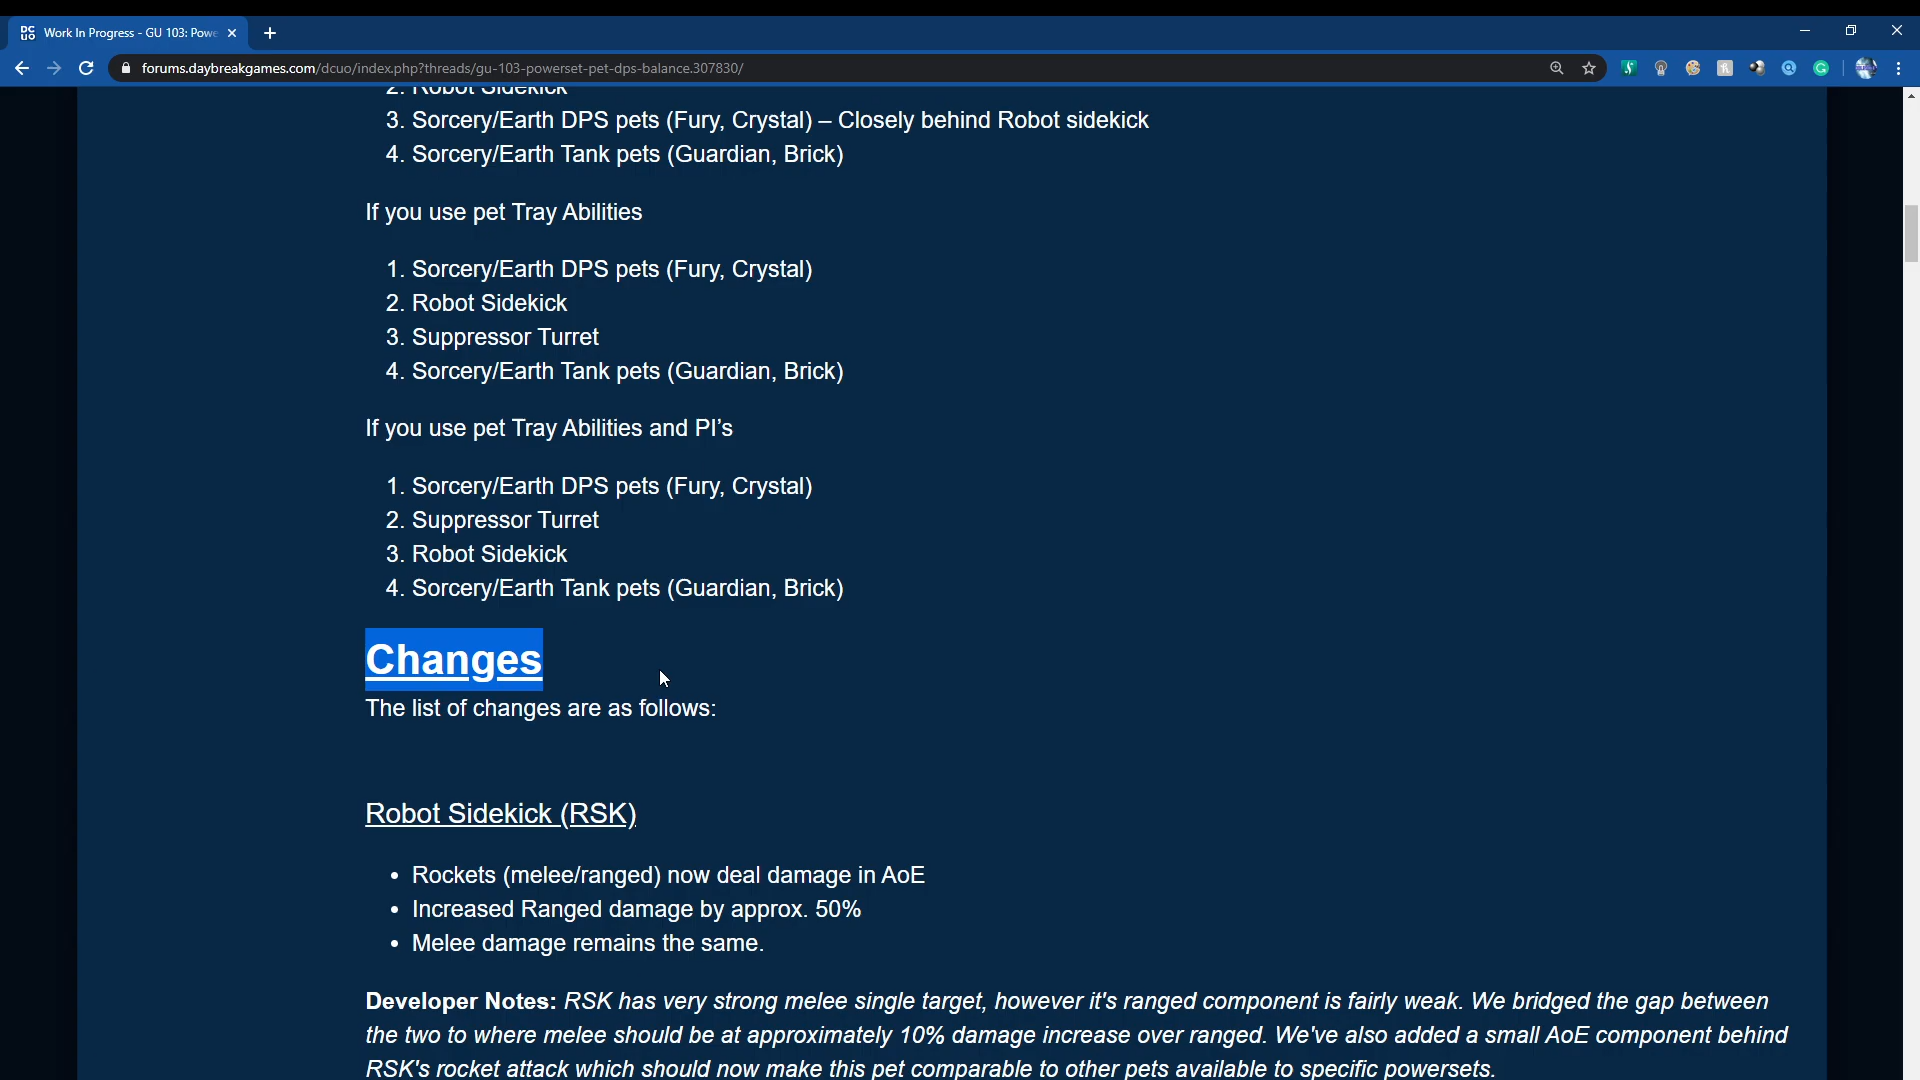 DC
UO
Work In Progress - GU 103: Powe
forums.daybreakgames.com/dcuo/index.php?threads/gu-103-powerset-pet-dps-balance.307830/
2. Robot Sidekick
3. Sorcery/Earth DPS pets (Fury, Crystal) – Closely behind Robot sidekick
4. Sorcery/Earth Tank pets (Guardian, Brick)
If you use pet Tray Abilities
1. Sorcery/Earth DPS pets (Fury, Crystal)
2. Robot Sidekick
3. Suppressor Turret
4. Sorcery/Earth Tank pets (Guardian, Brick)
If you use pet Tray Abilities and PI’s
1. Sorcery/Earth DPS pets (Fury, Crystal)
2. Suppressor Turret
3. Robot Sidekick
4. Sorcery/Earth Tank pets (Guardian, Brick)
Changes
The list of changes are as follows:
Robot Sidekick (RSK)
• Rockets (melee/ranged) now deal damage in AoE
• Increased Ranged damage by approx. 50%
• Melee damage remains the same.
Developer Notes: RSK has very strong melee single target, however it's ranged component is fairly weak. We bridged the gap between
the two to where melee should be at approximately 10% damage increase over ranged. We've also added a small AoE component behind
RSK's rocket attack which should now make this pet comparable to other pets available to specific powersets.